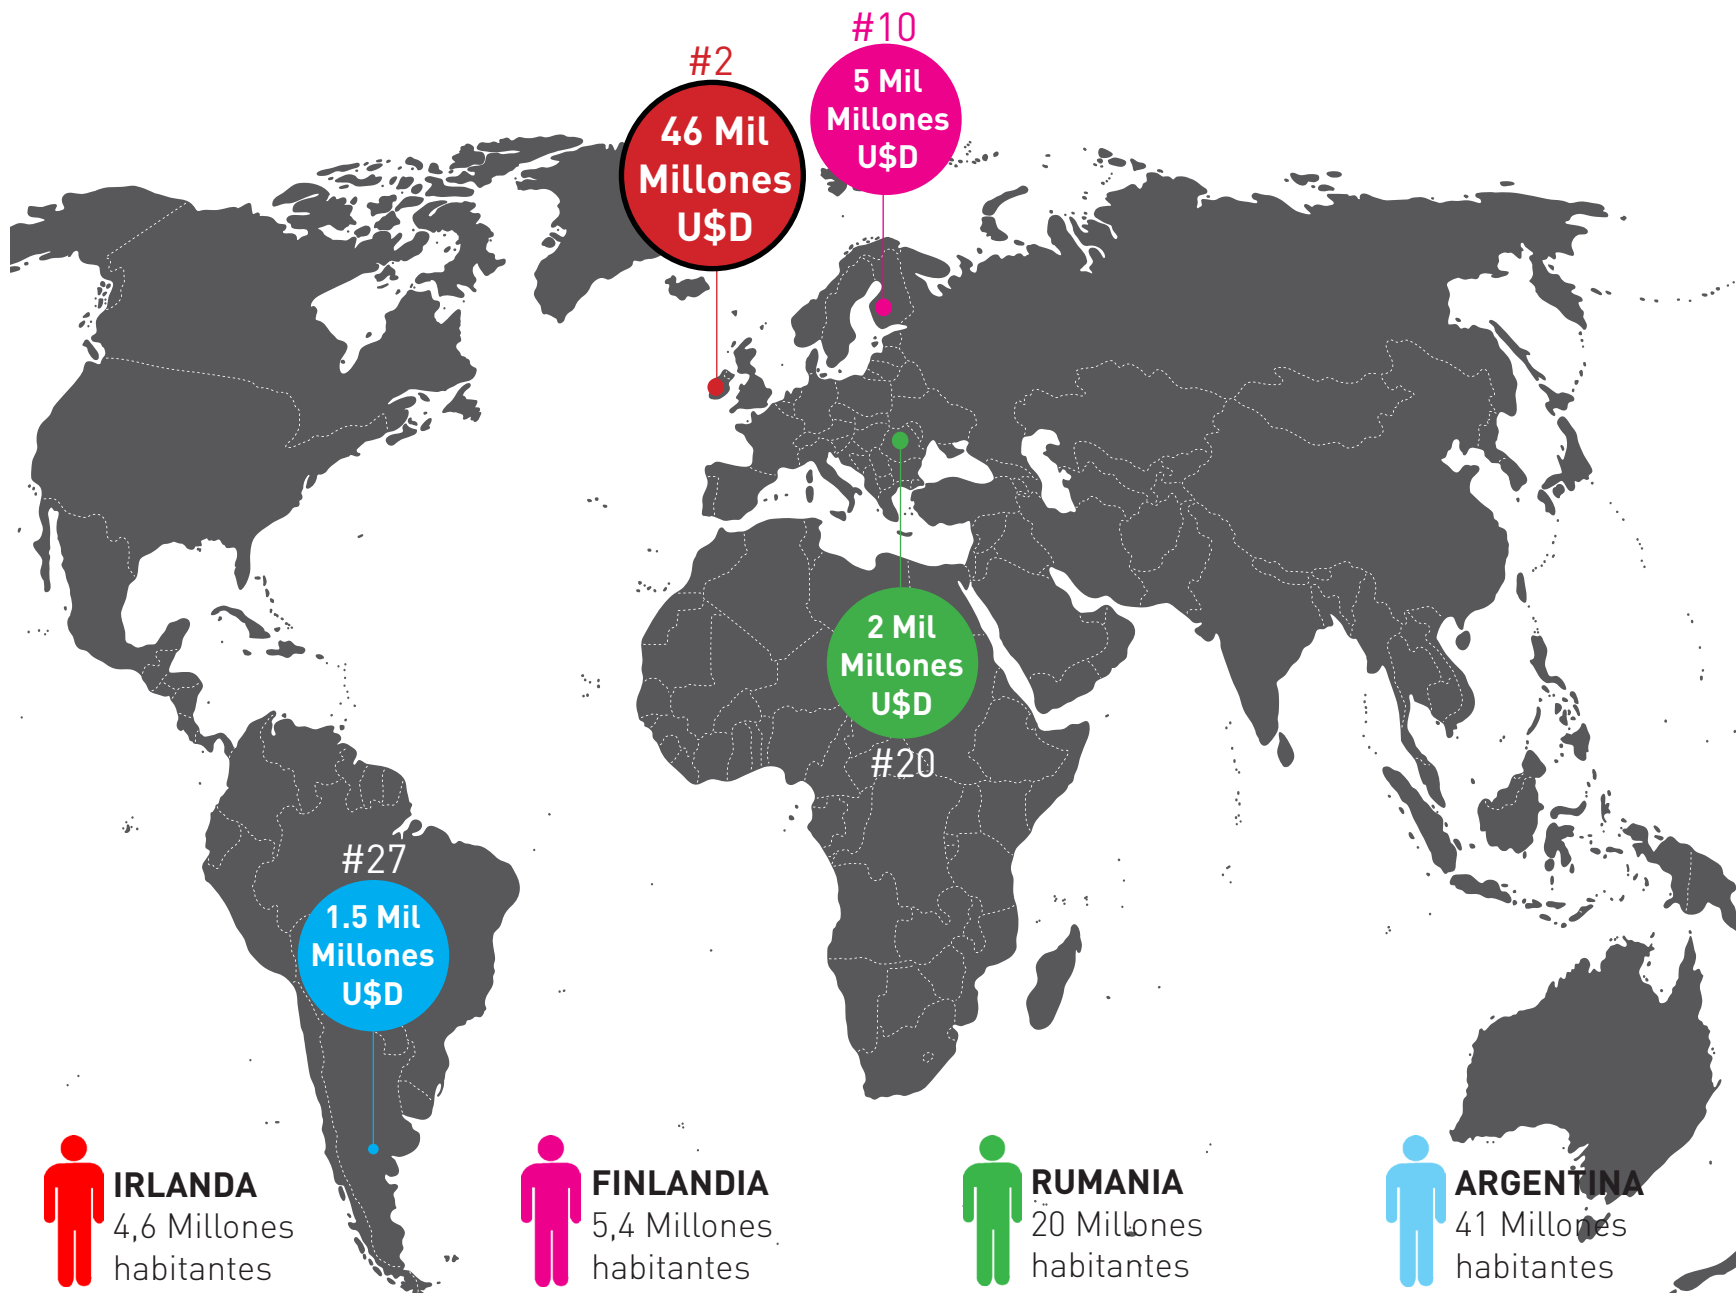 #10
5 Mil
Millones
U$D
#2
46 Mil
Millones
U$D
2 Mil
Millones
U$D
#20
#27
1.5 Mil
Millones
U$D
IRLANDA
4,6 Millones
habitantes
FINLANDIA
5,4 Millones
habitantes
RUMANIA
20 Millones
habitantes
ARGENTINA
41 Millones
habitantes